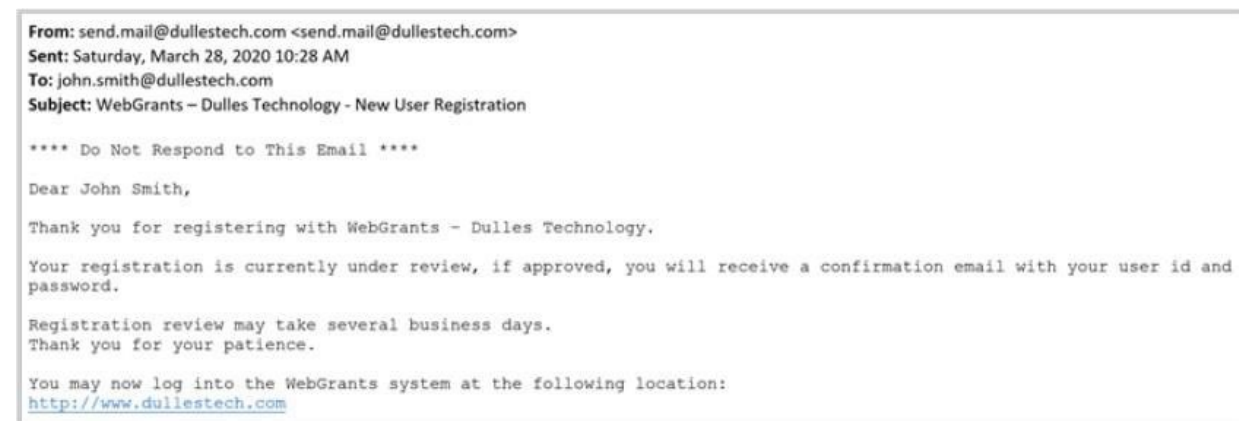 From: send.mail@dullestech.com <send.mail@dullestech.com>
Sent: Saturday, March 28, 2020 10:28 AM
To: john.smith@dullestech.com
Subject: WebGrants – Dulles Technology - New User Registration
**** Do Not Respond to This Email ****
Dear John Smith,
Thank you for registering with WebGrants - Dulles Technology.
Your registration is currently under review, if approved, you will receive a confirmation email with your user id and
password.
Registration review may take several business days.
Thank you for your patience.
You may now log into the WebGrants system at the following location:
http://www.dullestech.com